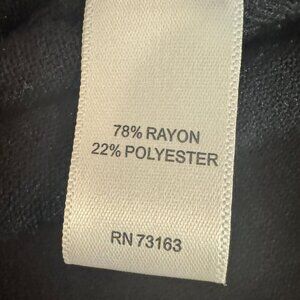 78% RAYON
22% POLYESTER
RN 73163